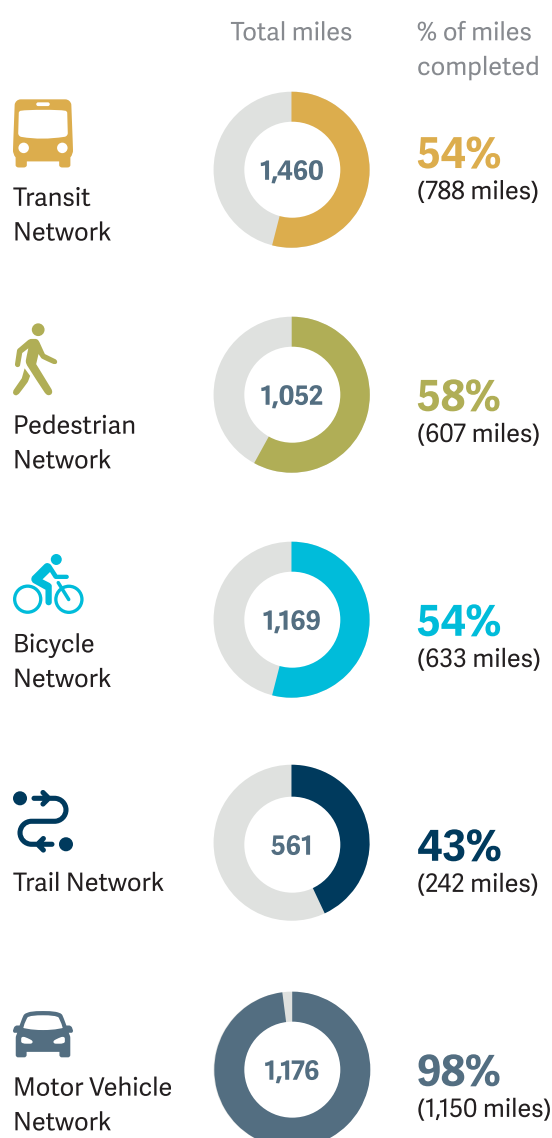 Total miles
% of miles
completed
1,460
54%
(788 miles)
Transit
Network
1,052
58%
(607 miles)
Pedestrian
Network
1,169
54%
(633 miles)
Bicycle
Network
561
43%
(242 miles)
Trail Network
1,176
98%
(1,150 miles)
Motor Vehicle
Network